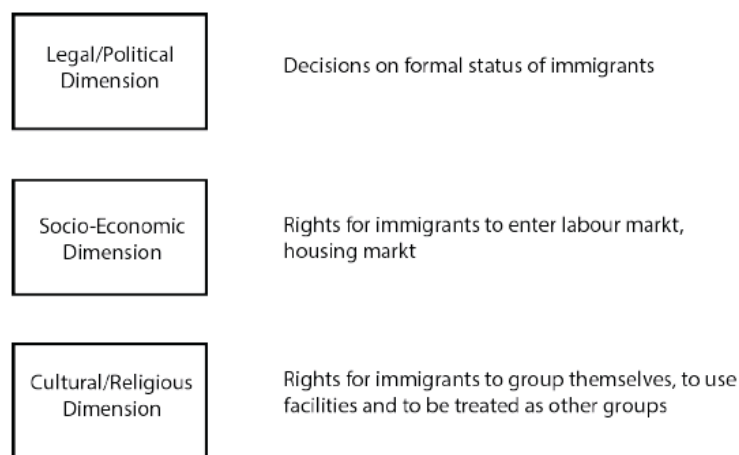 Legal/Political
Dimension
Decisions on formal status of immigrants
Socio-Economic
Dimension
Rights for immigrants to enter labour markt,
housing markt
Cultural/Religious
Dimension
Rights for immigrants to group themselves, to use
facilities and to be treated as other groups